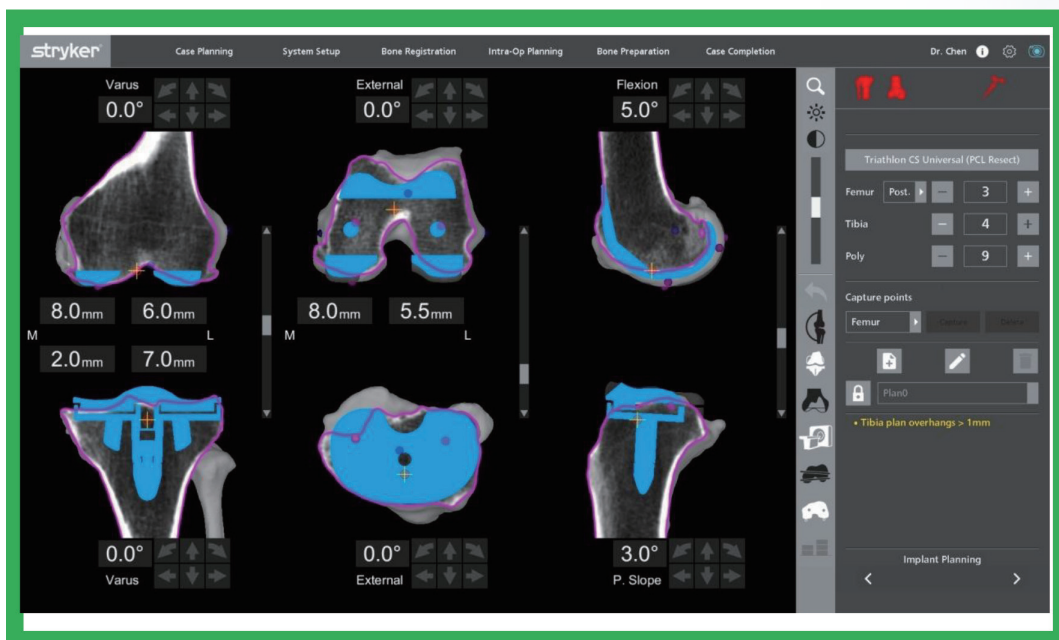 stryker
Case Planning System Setup Bone Registration Intra-Op Planning Bone Preparation Case Completion Dr. Chen i
Varus External Flexion
0.0° 0.0° 5.0°
Triathlon CS Universal (PCL Resect)
Femur Post. − 3 +
Tibia − 4 +
Poly − 9 +
8.0mm 6.0mm 8.0mm 5.5mm
M L M L
2.0mm 7.0mm
Capture points
Femur
Plan0
• Tibia plan overhangs > 1mm
0.0° 0.0° 3.0°
Varus External P. Slope
Implant Planning
< >